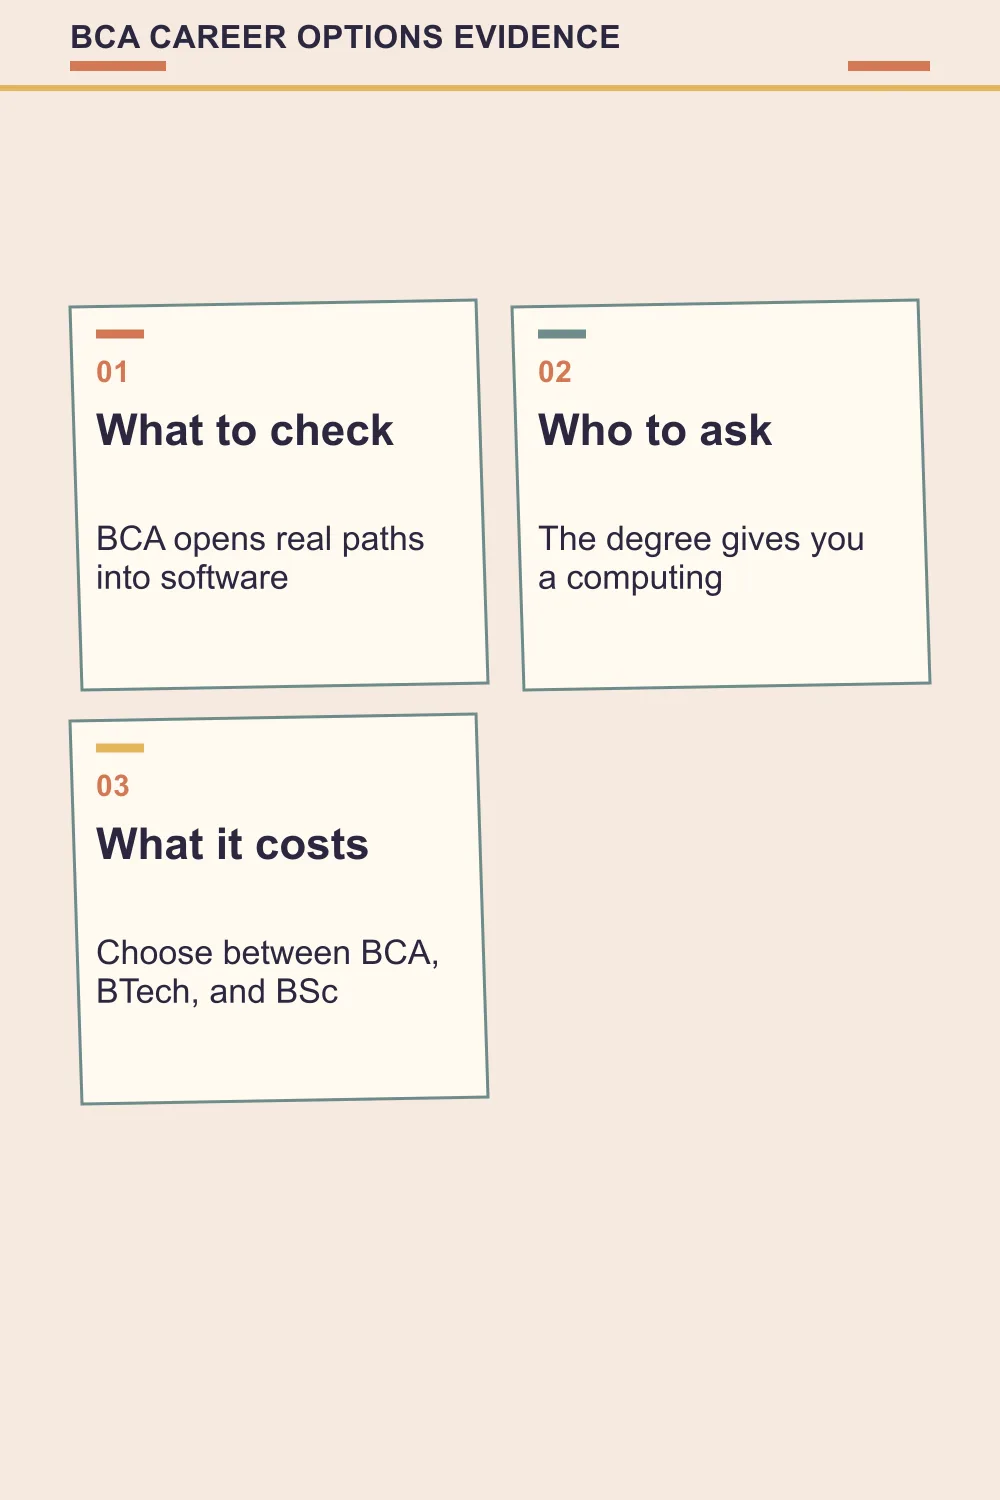 BCA CAREER OPTIONS EVIDENCE
01
What to check
BCA opens real paths
into software
02
Who to ask
The degree gives you
a computing
03
What it costs
Choose between BCA,
BTech, and BSc